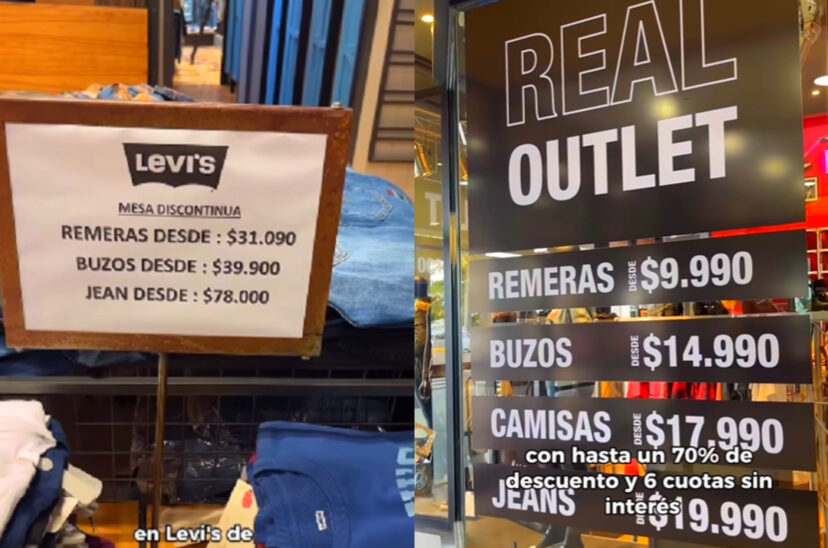 LEVI'S
MESA DISCONTINUA
REMERAS DESDE : $31.090
BUZOS DESDE : $39.900
JEAN DESDE : $78.000
en Levi's de
REAL
OUTLET
REMERAS DESDE $9.990
BUZOS DESDE $14.990
CAMISAS DESDE $17.990
con hasta un 70% de
descuento y 6 cuotas sin
interés
JEANS $19.990